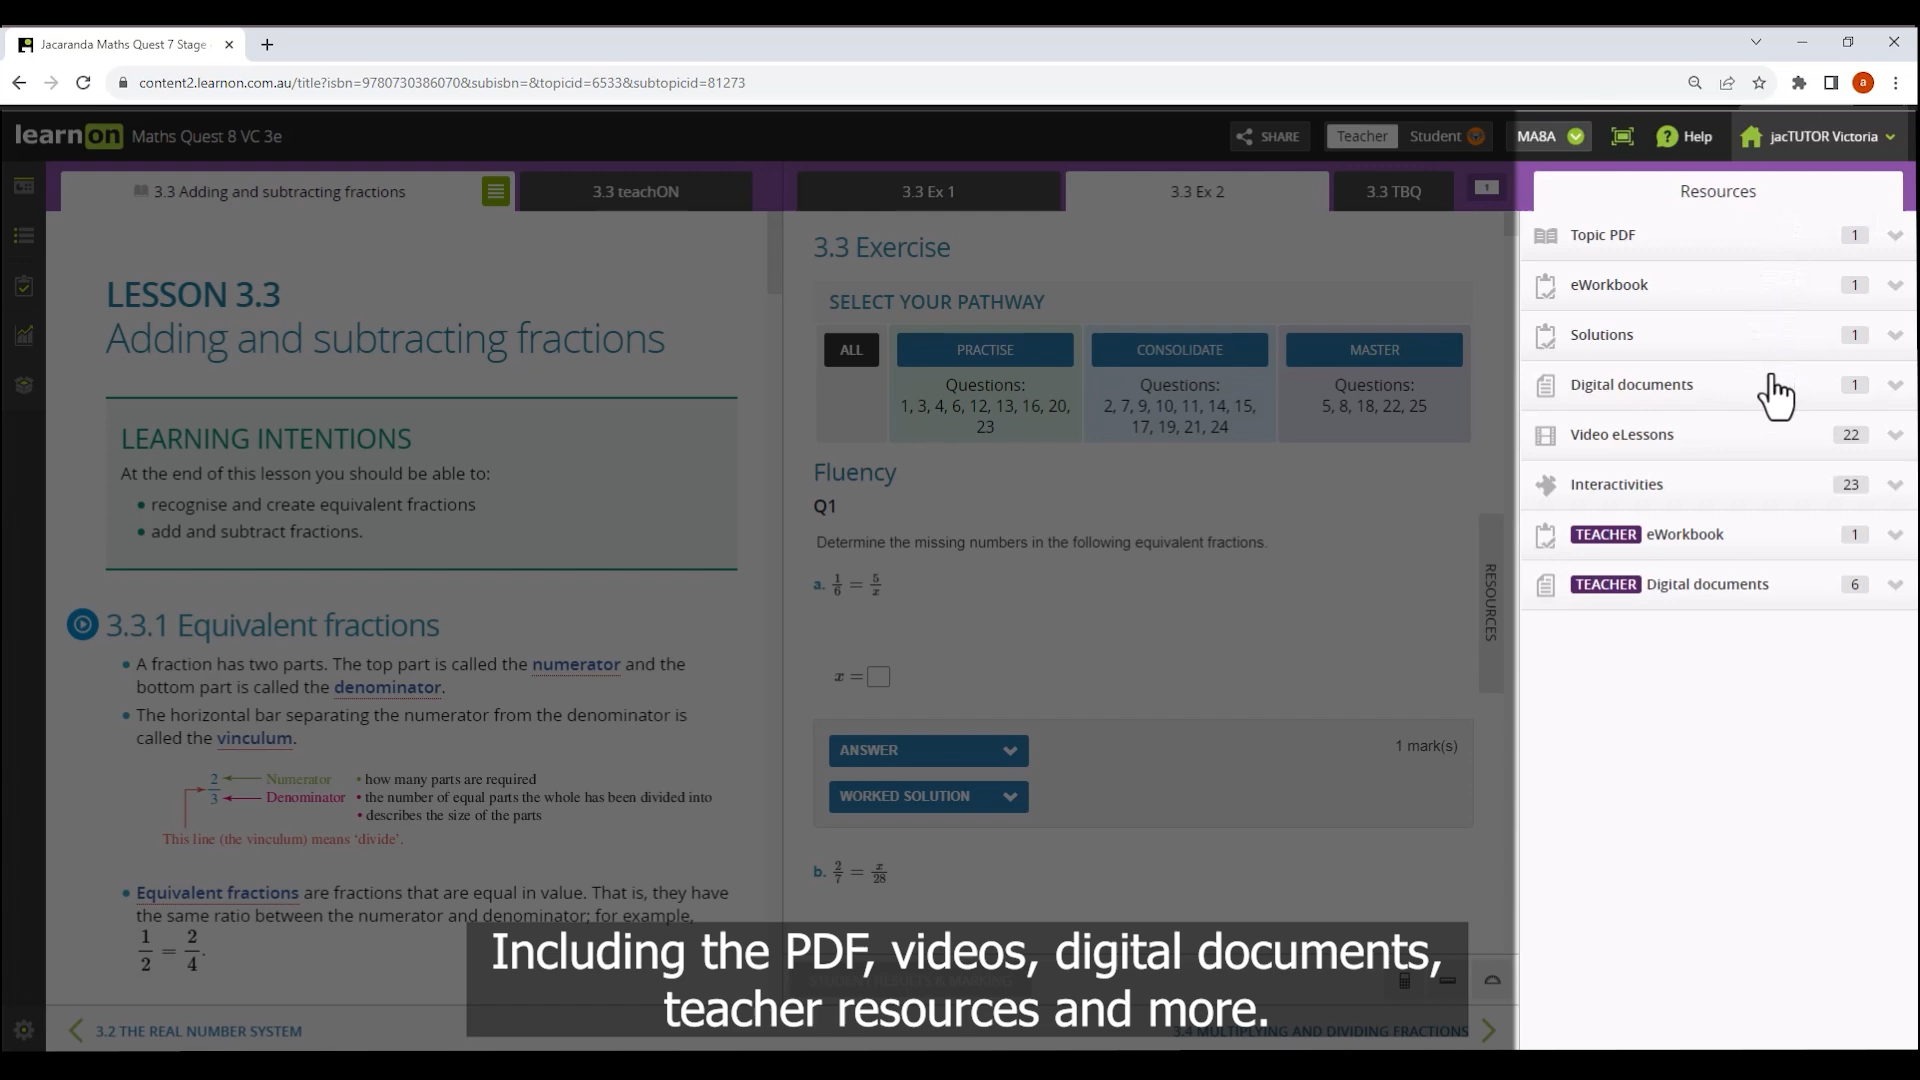 Jacaranda Maths Quest 7 Stage
content2.learnon.com.au/title?isbn=9780730386070&subisbn=&topicid=6533&subtopicid=81273
a
learnon Maths Quest 8 VC 3e
SHARE
Teacher
Student
MA8A
Help
jacTUTOR Victoria
3.3 Adding and subtracting fractions
3.3 teachON
3.3 Ex 1
3.3 Ex 2
3.3 TBQ
1
Resources
LESSON 3.3
Adding and subtracting fractions
LEARNING INTENTIONS
At the end of this lesson you should be able to:
• recognise and create equivalent fractions
• add and subtract fractions.
3.3.1 Equivalent fractions
• A fraction has two parts. The top part is called the numerator and the
bottom part is called the denominator.
• The horizontal bar separating the numerator from the denominator is
called the vinculum.
2 Numerator • how many parts are required
3 Denominator • the number of equal parts the whole has been divided into
• describes the size of the parts
This line (the vinculum) means ‘divide’.
• Equivalent fractions are fractions that are equal in value. That is, they have
the same ratio between the numerator and denominator; for example,
1/2 = 2/4.
3.2 THE REAL NUMBER SYSTEM
3.3 Exercise
SELECT YOUR PATHWAY
ALL
PRACTISE
Questions:
1, 3, 4, 6, 12, 13, 16, 20,
23
CONSOLIDATE
Questions:
2, 7, 9, 10, 11, 14, 15,
17, 19, 21, 24
MASTER
Questions:
5, 8, 18, 22, 25
Fluency
Q1
Determine the missing numbers in the following equivalent fractions.
a. 1/6 = 5/x
x =
ANSWER
1 mark(s)
WORKED SOLUTION
b. 2/7 = x/28
RESOURCES
STUDENT RESULTS & MARKING
3.4 MULTIPLYING AND DIVIDING FRACTIONS
Topic PDF 1
eWorkbook 1
Solutions 1
Digital documents 1
Video eLessons 22
Interactivities 23
TEACHER eWorkbook 1
TEACHER Digital documents 6
Including the PDF, videos, digital documents,
teacher resources and more.